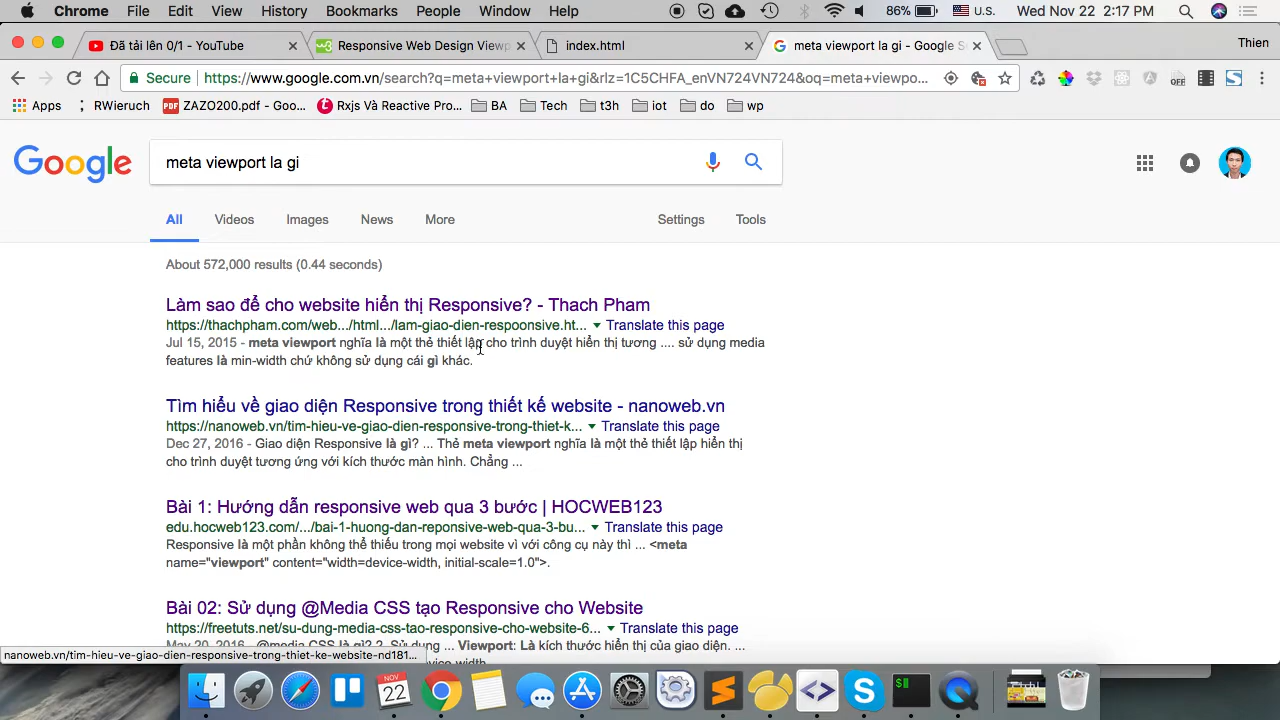 Chrome File Edit View History Bookmarks People Window Help 86% U.S. Wed Nov 22 2:17 PM
Đã tải lên 0/1 - YouTube Responsive Web Design Viewp index.html meta viewport la gi - Google Se Thien
Secure https://www.google.com.vn/search?q=meta+viewport+la+gi&rlz=1C5CHFA_enVN724VN724&oq=meta+viewpo... OFF
Apps RWieruch ZAZO200.pdf - Goo... Rxjs Và Reactive Pro... BA Tech t3h iot do wp
Google meta viewport la gi
All Videos Images News More Settings Tools
About 572,000 results (0.44 seconds)
Làm sao để cho website hiển thị Responsive? - Thach Pham
https://thachpham.com/web.../html.../lam-giao-dien-respoonsive.ht... Translate this page
Jul 15, 2015 - meta viewport nghĩa là một thẻ thiết lập cho trình duyệt hiển thị tương .... sử dụng media
features là min-width chứ không sử dụng cái gì khác.
Tìm hiểu về giao diện Responsive trong thiết kế website - nanoweb.vn
https://nanoweb.vn/tim-hieu-ve-giao-dien-responsive-trong-thiet-k... Translate this page
Dec 27, 2016 - Giao diện Responsive là gì? ... Thẻ meta viewport nghĩa là một thẻ thiết lập hiển thị
cho trình duyệt tương ứng với kích thước màn hình. Chẳng ...
Bài 1: Hướng dẫn responsive web qua 3 bước | HOCWEB123
edu.hocweb123.com/.../bai-1-huong-dan-reponsive-web-qua-3-bu... Translate this page
Responsive là một phần không thể thiếu trong mọi website vì với công cụ này thì ... <meta
name="viewport" content="width=device-width, initial-scale=1.0">.
Bài 02: Sử dụng @Media CSS tạo Responsive cho Website
https://freetuts.net/su-dung-media-css-tao-responsive-cho-website-6... Translate this page
May 20, 2016 - @media CSS là gì? 2. Sử dụng ... Viewport: Là kích thước hiển thị của giao diện. ...
nanoweb.vn/tim-hieu-ve-giao-dien-responsive-trong-thiet-ke-website-nd181...
NOV
22